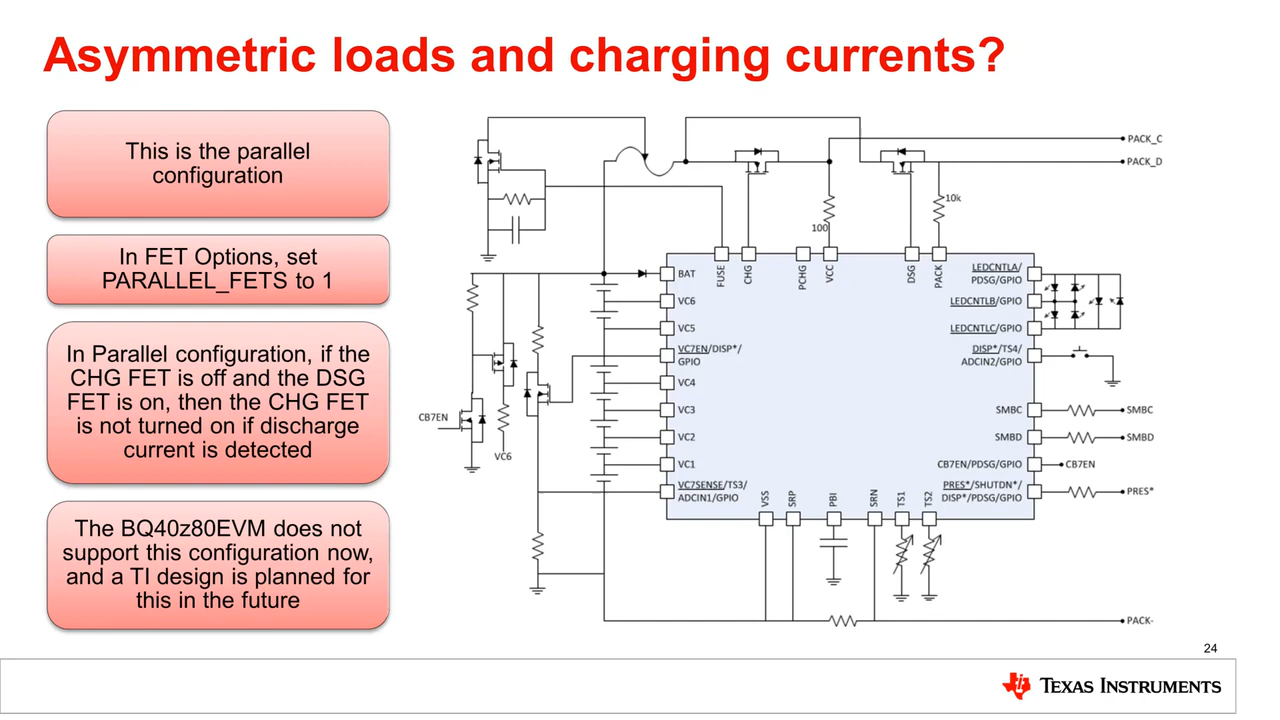 Asymmetric loads and charging currents?
This is the parallel
configuration
In FET Options, set
PARALLEL_FETS to 1
In Parallel configuration, if the
CHG FET is off and the DSG
FET is on, then the CHG FET
is not turned on if discharge
current is detected
The BQ40z80EVM does not
support this configuration now,
and a TI design is planned for
this in the future
PACK_C
PACK_D
10k
100
FUSE
CHG
PCHG
VCC
DSG
PACK
BAT
VC6
VC5
VC7EN/DISP*/
GPIO
VC4
VC3
VC2
VC1
VC7SENSE/TS3/
ADCIN1/GPIO
LEDCNTLA/
PDSG/GPIO
LEDCNTLB/GPIO
LEDCNTLC/GPIO
DISP*/TS4/
ADCIN2/GPIO
SMBC
SMBC
SMBD
SMBD
CB7EN/PDSG/GPIO
CB7EN
PRES*/SHUTDN*/
DISP*/PDSG/GPIO
PRES*
CB7EN
VC6
VSS
SRP
PBI
SRN
TS1
TS2
PACK-
24
TEXAS INSTRUMENTS